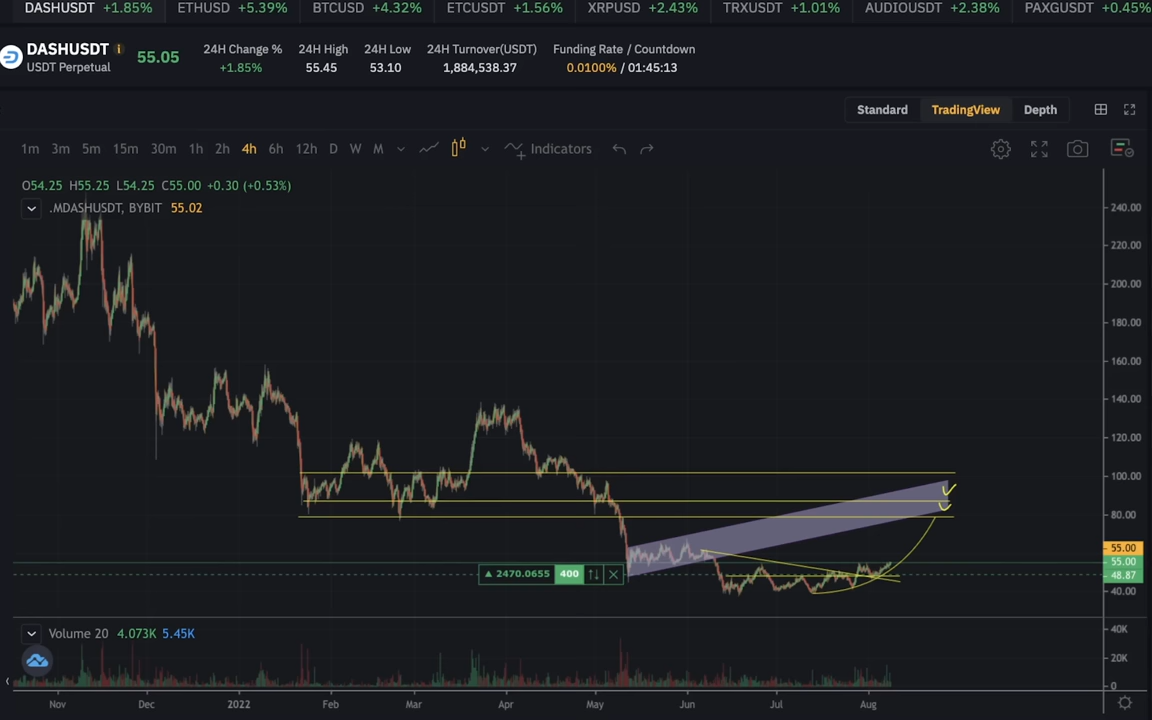 DASHUSDT +1.85% ETHUSD +5.39% BTCUSD +4.32% ETCUSDT +1.56% XRPUSD +2.43% TRXUSDT +1.01% AUDIOUSDT +2.38% PAXGUSDT +0.45%
DASHUSDT i 55.05 24H Change % 24H High 24H Low 24H Turnover(USDT) Funding Rate / Countdown
USDT Perpetual +1.85% 55.45 53.10 1,884,538.37 0.0100% / 01:45:13
Standard TradingView Depth
1m 3m 5m 15m 30m 1h 2h 4h 6h 12h D W M Indicators
O54.25 H55.25 L54.25 C55.00 +0.30 (+0.53%)
.MDASHUSDT, BYBIT 55.02
240.00
220.00
200.00
180.00
160.00
140.00
120.00
100.00
80.00
55.00
55.00
2470.0655 400 48.87
40.00
Volume 20 4.073K 5.45K 40K
20K
0
Nov Dec 2022 Feb Mar Apr May Jun Jul Aug